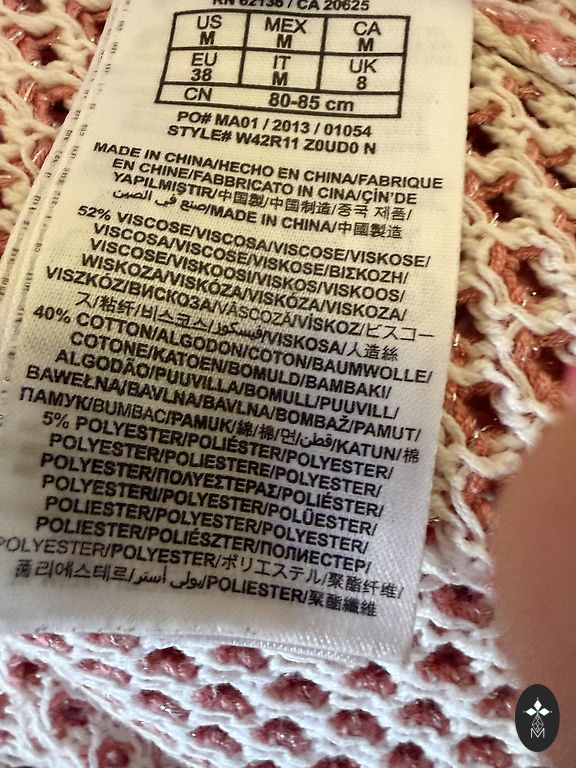 RN 62136 / CA 20625
US MEX CA
M M M
EU IT UK
38 M 8
CN 80-85 cm
PO# MA01 / 2013 / 01054
STYLE# W42R11 Z0UD0 N
MADE IN CHINA/HECHO EN CHINA/FABRIQUE
EN CHINE/FABBRICATO IN CINA/ÇİN'DE
YAPILMIŞTIR/中国製/中国制造/중국 제품/
صنع في الصين/MADE IN CHINA/中國製造
52% VISCOSE/VISCOSA/VISCOSE/VISKOSE/
VISCOSA/VISCOSE/VISKOSE/ΒΙΣΚΟΖΗ/
VISCOSE/VISKOOSI/VISKOS/VISKOOS/
WISKOZA/VISKÓZA/VISKÓZA/VISKOZA/
VISZKÓZ/ВИСКОЗА/VÂSCOZĂ/VİSKOZ/ビスコー
ス/粘纤/비스코스/فيسكوز/VISKOSA/人造絲
40% COTTON/ALGODON/COTON/BAUMWOLLE/
COTONE/KATOEN/BOMULD/ΒΑΜΒΑΚΙ/
ALGODÃO/PUUVILLA/BOMULL/PUUVILL/
BAWEŁNA/BAVLNA/BAVLNA/BOMBAŽ/PAMUT/
ПАМУК/BUMBAC/PAMUK/綿/棉/면/قطن/KATUN/棉
5% POLYESTER/POLIÉSTER/POLYESTER/
POLYESTER/POLIESTERE/POLYESTER/
POLYESTER/ΠΟΛΥΕΣΤΕΡΑΣ/POLIÉSTER/
POLYESTERI/POLYESTER/POLÜESTER/
POLIESTER/POLYESTER/POLYESTER/
POLIESTER/POLIÉSZTER/ПОЛИЕСТЕР/
POLYESTER/POLYESTER/ポリエステル/聚酯纤维/
폴리에스테르/بولي أستر/POLIESTER/聚酯纖維
M